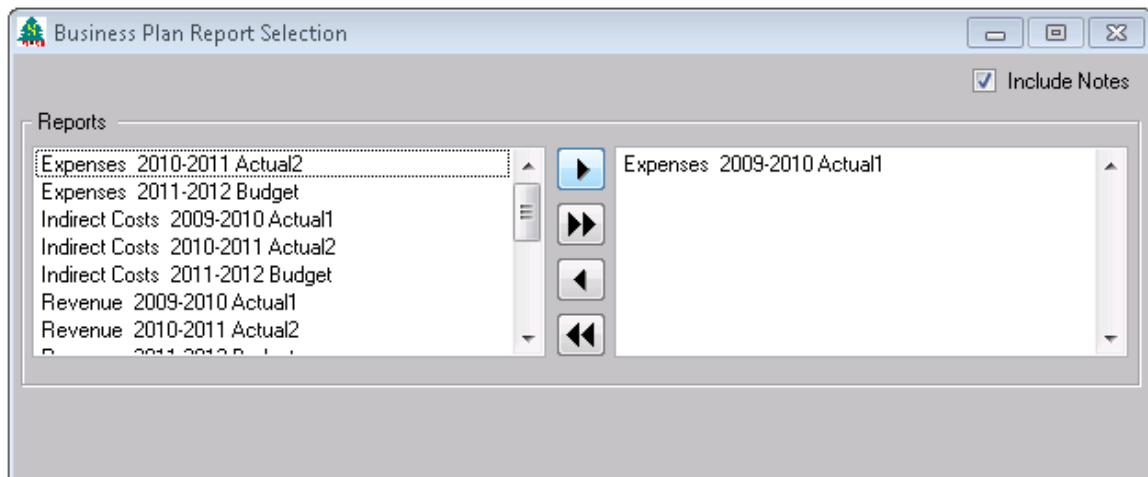 Business Plan Report Selection
Include Notes
Reports
Expenses 2010-2011 Actual2
Expenses 2011-2012 Budget
Indirect Costs 2009-2010 Actual1
Indirect Costs 2010-2011 Actual2
Indirect Costs 2011-2012 Budget
Revenue 2009-2010 Actual1
Revenue 2010-2011 Actual2
Expenses 2009-2010 Actual1